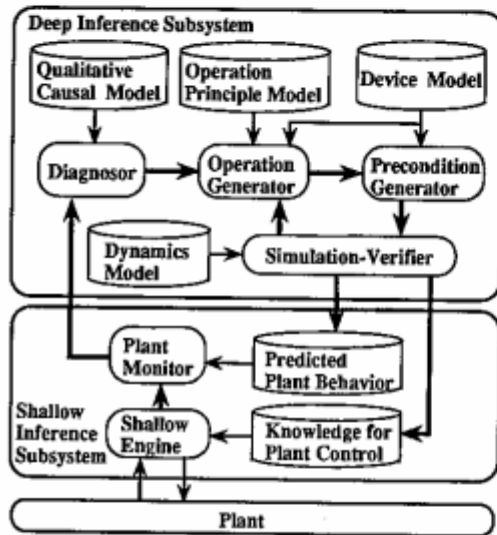 Deep Inference Subsystem
Qualitative
Causal Model
Operation
Principle Model
Device Model
Diagnosor
Operation
Generator
Precondition
Generator
Dynamics
Model
Simulation-Verifier
Plant
Monitor
Predicted
Plant Behavior
Shallow
Inference
Subsystem
Shallow
Engine
Knowledge for
Plant Control
Plant